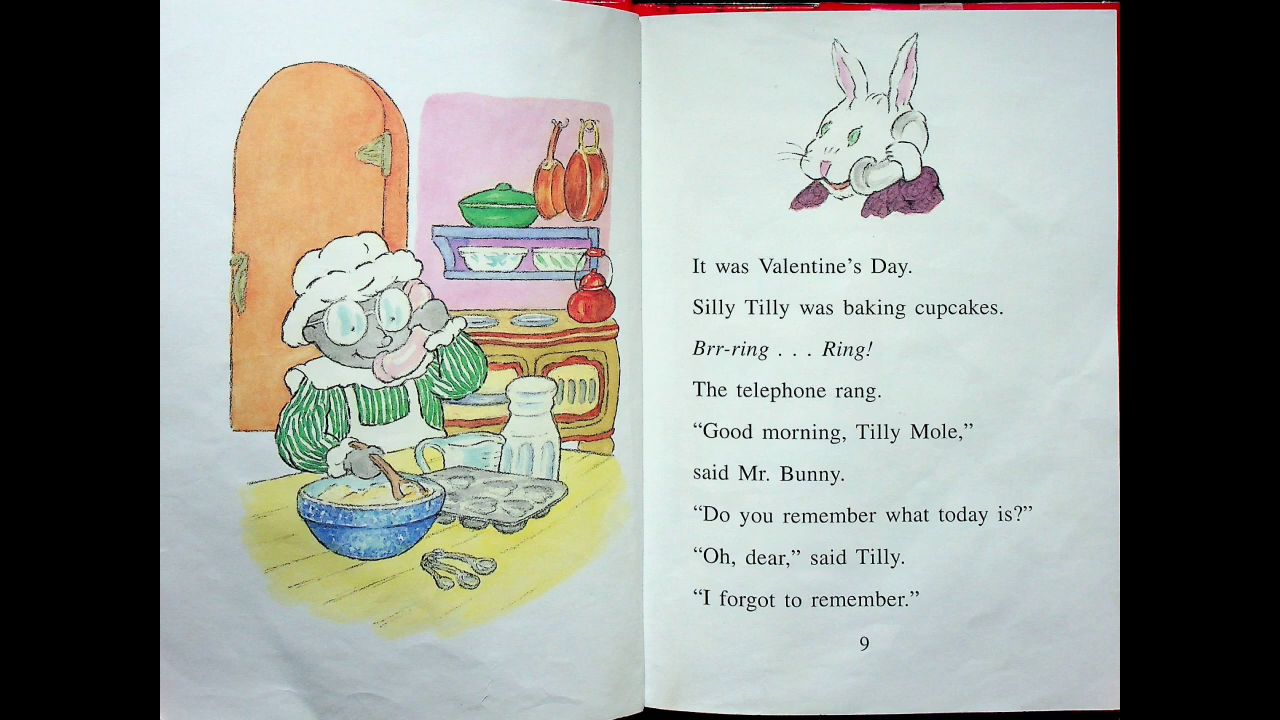 It was Valentine’s Day.
Silly Tilly was baking cupcakes.
Brr-ring . . . Ring!
The telephone rang.
“Good morning, Tilly Mole,”
said Mr. Bunny.
“Do you remember what today is?”
“Oh, dear,” said Tilly.
“I forgot to remember.”
9